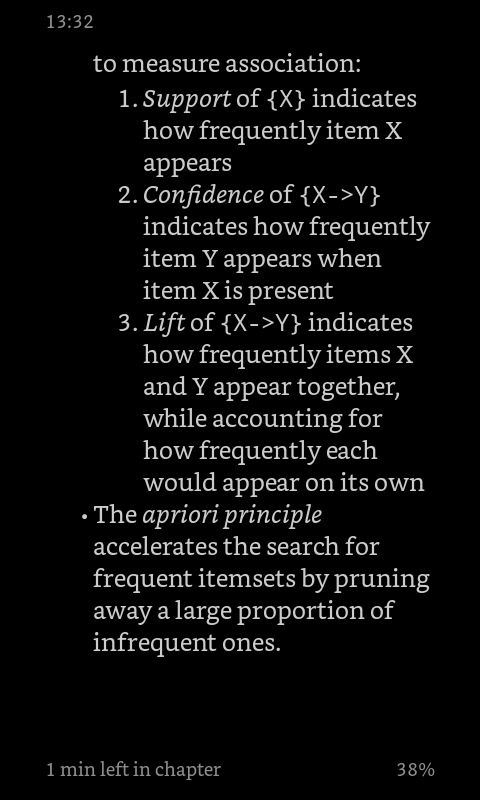 13:32
to measure association:
1. Support of {X} indicates
how frequently item X
appears
2. Confidence of {X->Y}
indicates how frequently
item Y appears when
item X is present
3. Lift of {X->Y} indicates
how frequently items X
and Y appear together,
while accounting for
how frequently each
would appear on its own
• The apriori principle
accelerates the search for
frequent itemsets by pruning
away a large proportion of
infrequent ones.
1 min left in chapter 38%